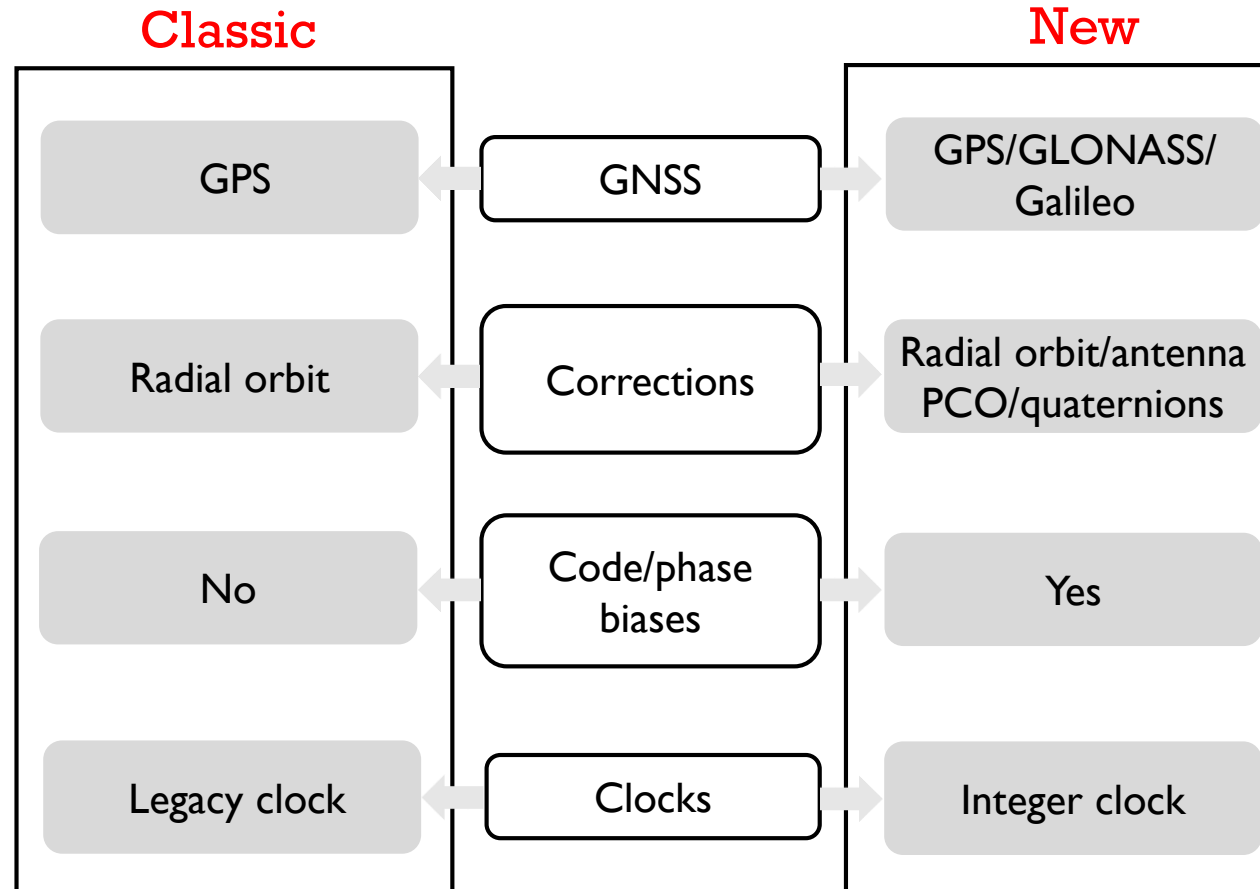 Classic
New
GPS
GNSS
GPS/GLONASS/
Galileo
Radial orbit
Corrections
Radial orbit/antenna
PCO/quaternions
No
Code/phase
biases
Yes
Legacy clock
Clocks
Integer clock